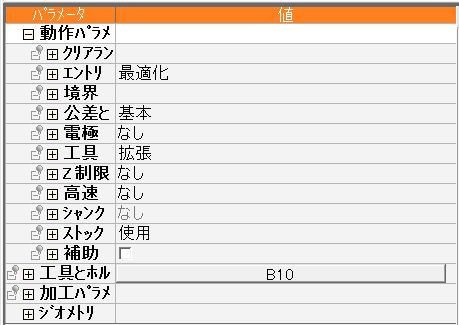 パラメータ 値
動作パラメ
クリアラン
エントリ 最適化
境界
公差と 基本
電極 なし
工具 拡張
Z制限 なし
高速 なし
シャンク なし
ストック 使用
補助
工具とホル B10
加工パラメ
ジオメトリ